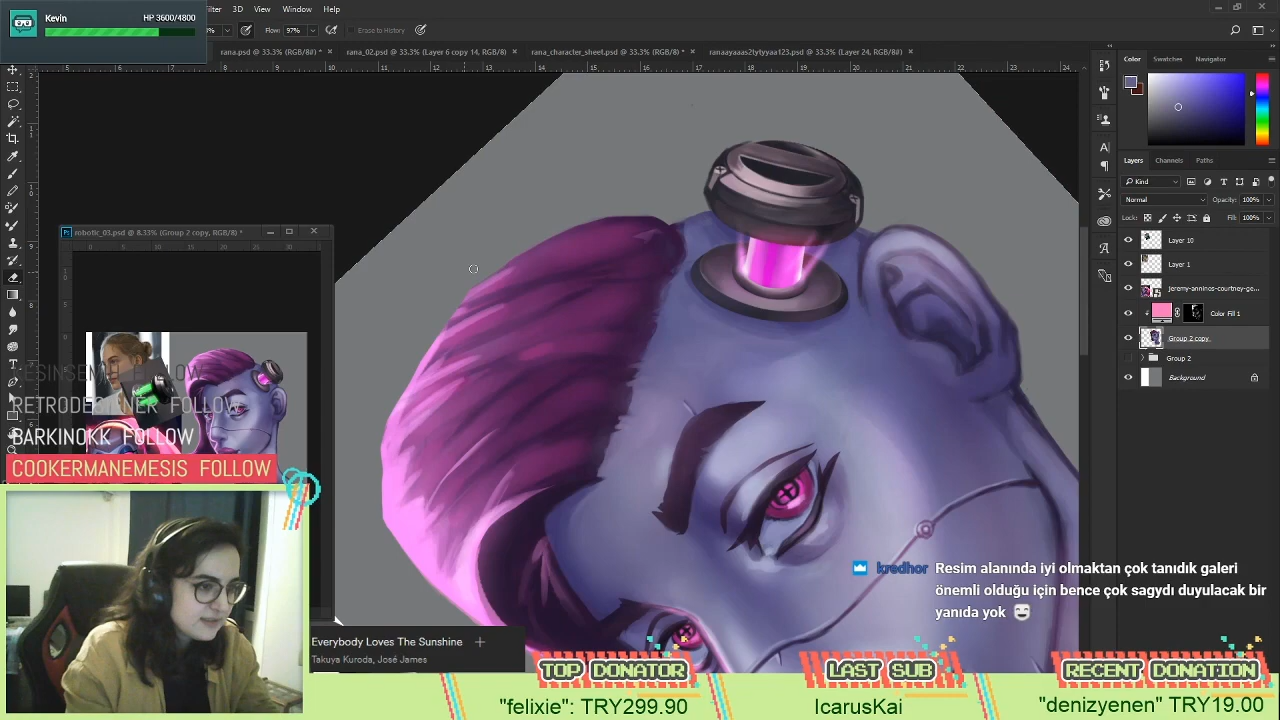 Kevin
HP 3600/4800
Filter 3D View Window Help
Flow: 97%
Erase to History
rana.psd @ 33.3% (RGB/8#) *
rana_02.psd @ 33.3% (Layer 6 copy 14, RGB/8)
rana_character_sheet.psd @ 33.3% (RGB/8#) *
ranaayaaas2lytyyaa123.psd @ 33.3% (Layer 24, RGB/8#)
robotic_03.psd @ 8.33% (Group 2 copy, RGB/8) *
Color Swatches Navigator
Layers Channels Paths
Kind
Normal Opacity: 100%
Lock: Fill: 100%
Layer 10
Layer 1
jeremy-anninos-courtney-ge...
Color Fill 1
Group 2 copy
Group 2
Background
RETRODESIGNER FOLLOW
BARKINOKK FOLLOW
COOKERMANEMESIS FOLLOW
kredhor Resim alanında iyi olmaktan çok tanıdık galeri
önemli olduğu için bence çok sagydı duyulacak bir
yanıda yok
Everybody Loves The Sunshine
Takuya Kuroda, José James
TOP DONATOR
LAST SUB
RECENT DONATION
"felixie": TRY299.90
IcarusKai
"denizyenen" TRY19.00